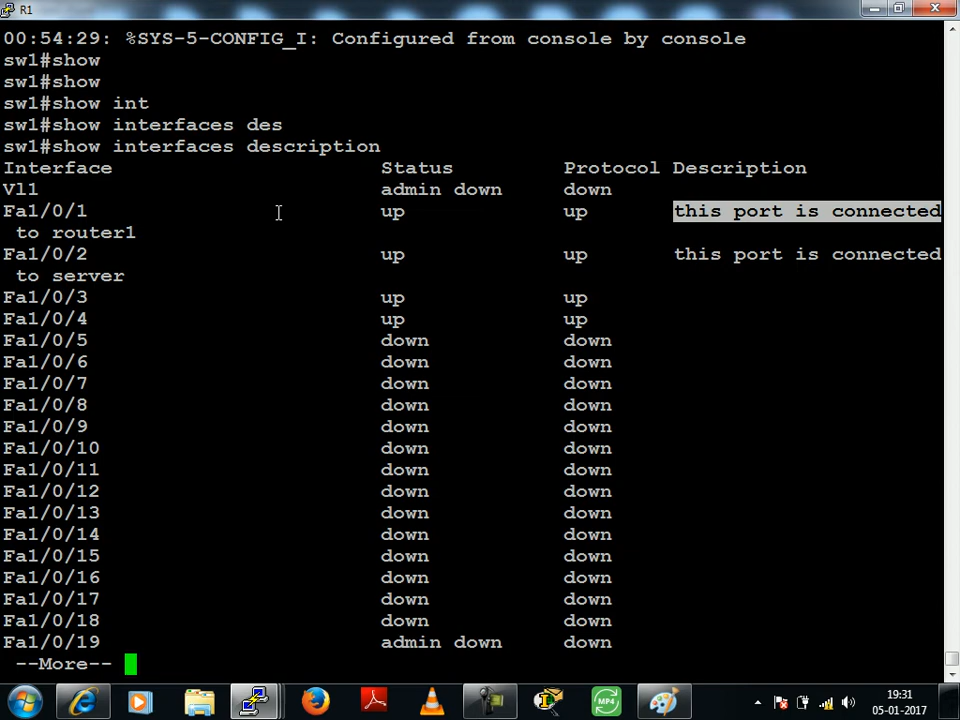 R1
00:54:29: %SYS-5-CONFIG_I: Configured from console by console
sw1#show
sw1#show
sw1#show int
sw1#show interfaces des
sw1#show interfaces description
Interface Status Protocol Description
Vl1 admin down down
Fa1/0/1 up up this port is connected
to router1
Fa1/0/2 up up this port is connected
to server
Fa1/0/3 up up
Fa1/0/4 up up
Fa1/0/5 down down
Fa1/0/6 down down
Fa1/0/7 down down
Fa1/0/8 down down
Fa1/0/9 down down
Fa1/0/10 down down
Fa1/0/11 down down
Fa1/0/12 down down
Fa1/0/13 down down
Fa1/0/14 down down
Fa1/0/15 down down
Fa1/0/16 down down
Fa1/0/17 down down
Fa1/0/18 down down
Fa1/0/19 admin down down
--More--
MP4
19:31
05-01-2017